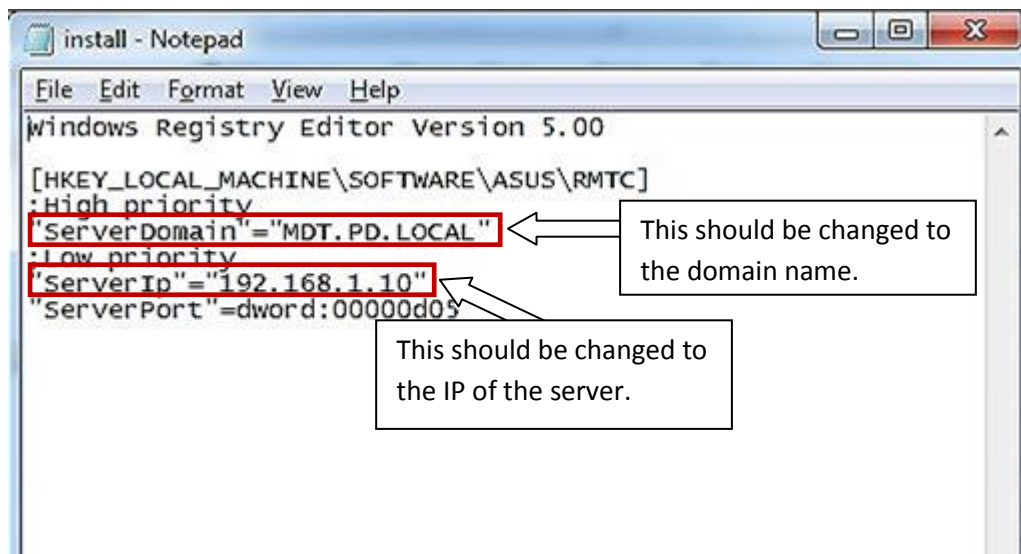 install - Notepad
File Edit Format View Help
Windows Registry Editor Version 5.00
[HKEY_LOCAL_MACHINE\SOFTWARE\ASUS\RMTC]
;High priority
"ServerDomain"="MDT.PD.LOCAL"
This should be changed to
the domain name.
;Low priority
"ServerIp"="192.168.1.10"
"ServerPort"=dword:00000d05
This should be changed to
the IP of the server.